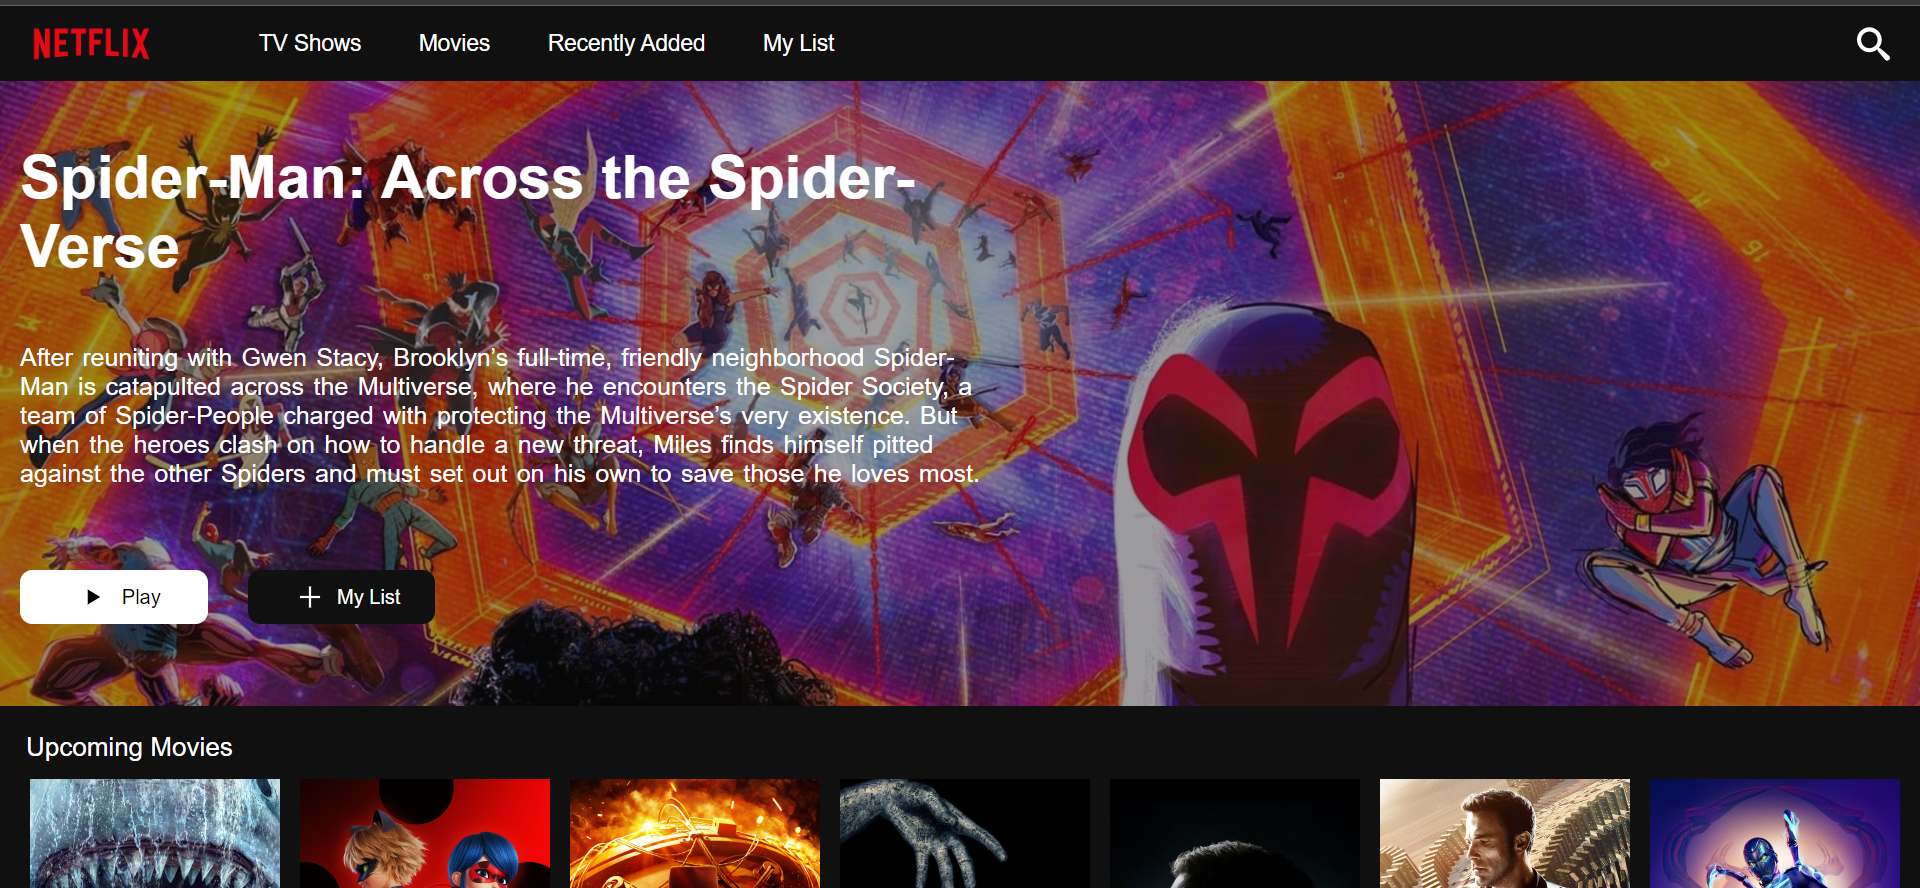 NETFLIX
TV Shows
Movies
Recently Added
My List
Spider-Man: Across the Spider-
Verse
After reuniting with Gwen Stacy, Brooklyn’s full-time, friendly neighborhood Spider-
Man is catapulted across the Multiverse, where he encounters the Spider Society, a
team of Spider-People charged with protecting the Multiverse’s very existence. But
when the heroes clash on how to handle a new threat, Miles finds himself pitted
against the other Spiders and must set out on his own to save those he loves most.
Play
My List
Upcoming Movies